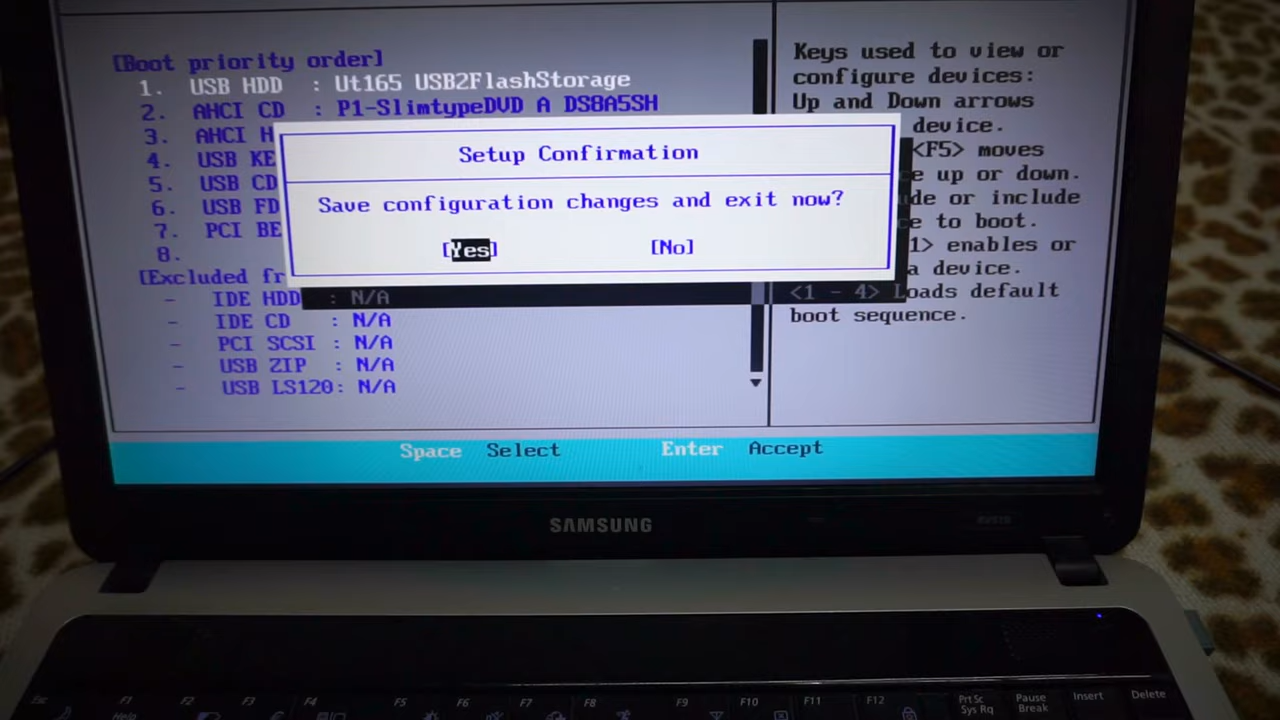 [Boot priority order]
1. USB HDD : Ut165 USB2FlashStorage
2. AHCI CD : P1-SlimtypeDVD A DS8A5SH
3. AHCI H
4. USB KE
5. USB CD
6. USB FD
7. PCI BE
8.
[Excluded fr
- IDE HDD : N/A
- IDE CD : N/A
- PCI SCSI : N/A
- USB ZIP : N/A
- USB LS120: N/A
Setup Confirmation
Save configuration changes and exit now?
[Yes] [No]
Keys used to view or
configure devices:
Up and Down arrows
device.
<F5> moves
e up or down.
de or include
e to boot.
1> enables or
a device.
<1 - 4> Loads default
boot sequence.
Space Select Enter Accept
SAMSUNG
Esc F1 F2 F3 F4 F5 F6 F7 F8 F9 F10 F11 F12 Prt Sc Sys Rq Pause Break Insert Delete
Help